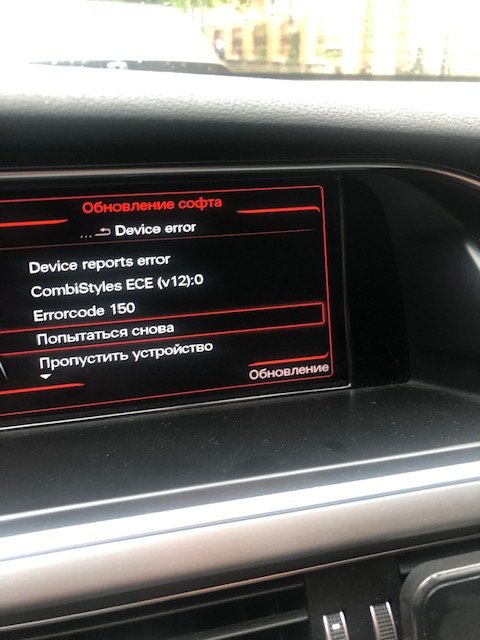 Обновление софта
... Device error
Device reports error
CombiStyles ECE (v12):0
Errorcode 150
Попытаться снова
Пропустить устройство
Обновление